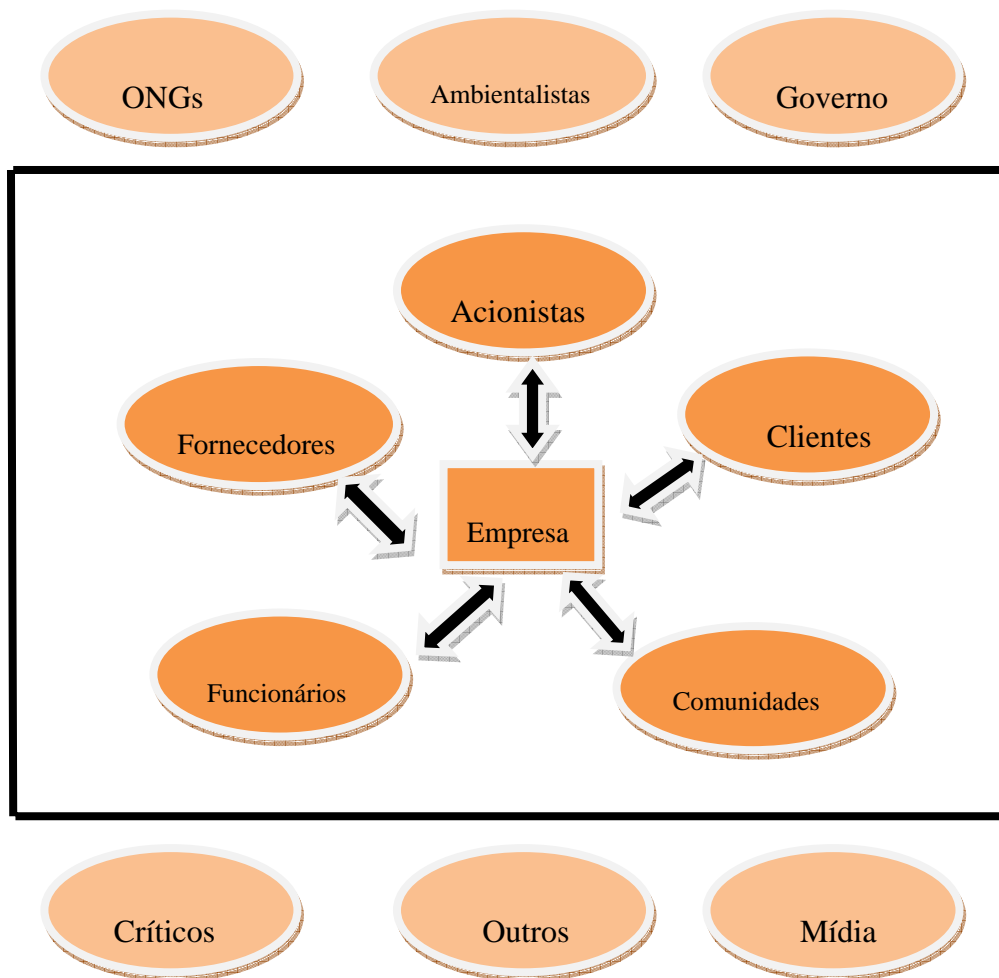 ONGs
Ambientalistas
Governo
Acionistas
Fornecedores
Clientes
Empresa
Funcionários
Comunidades
Críticos
Outros
Mídia